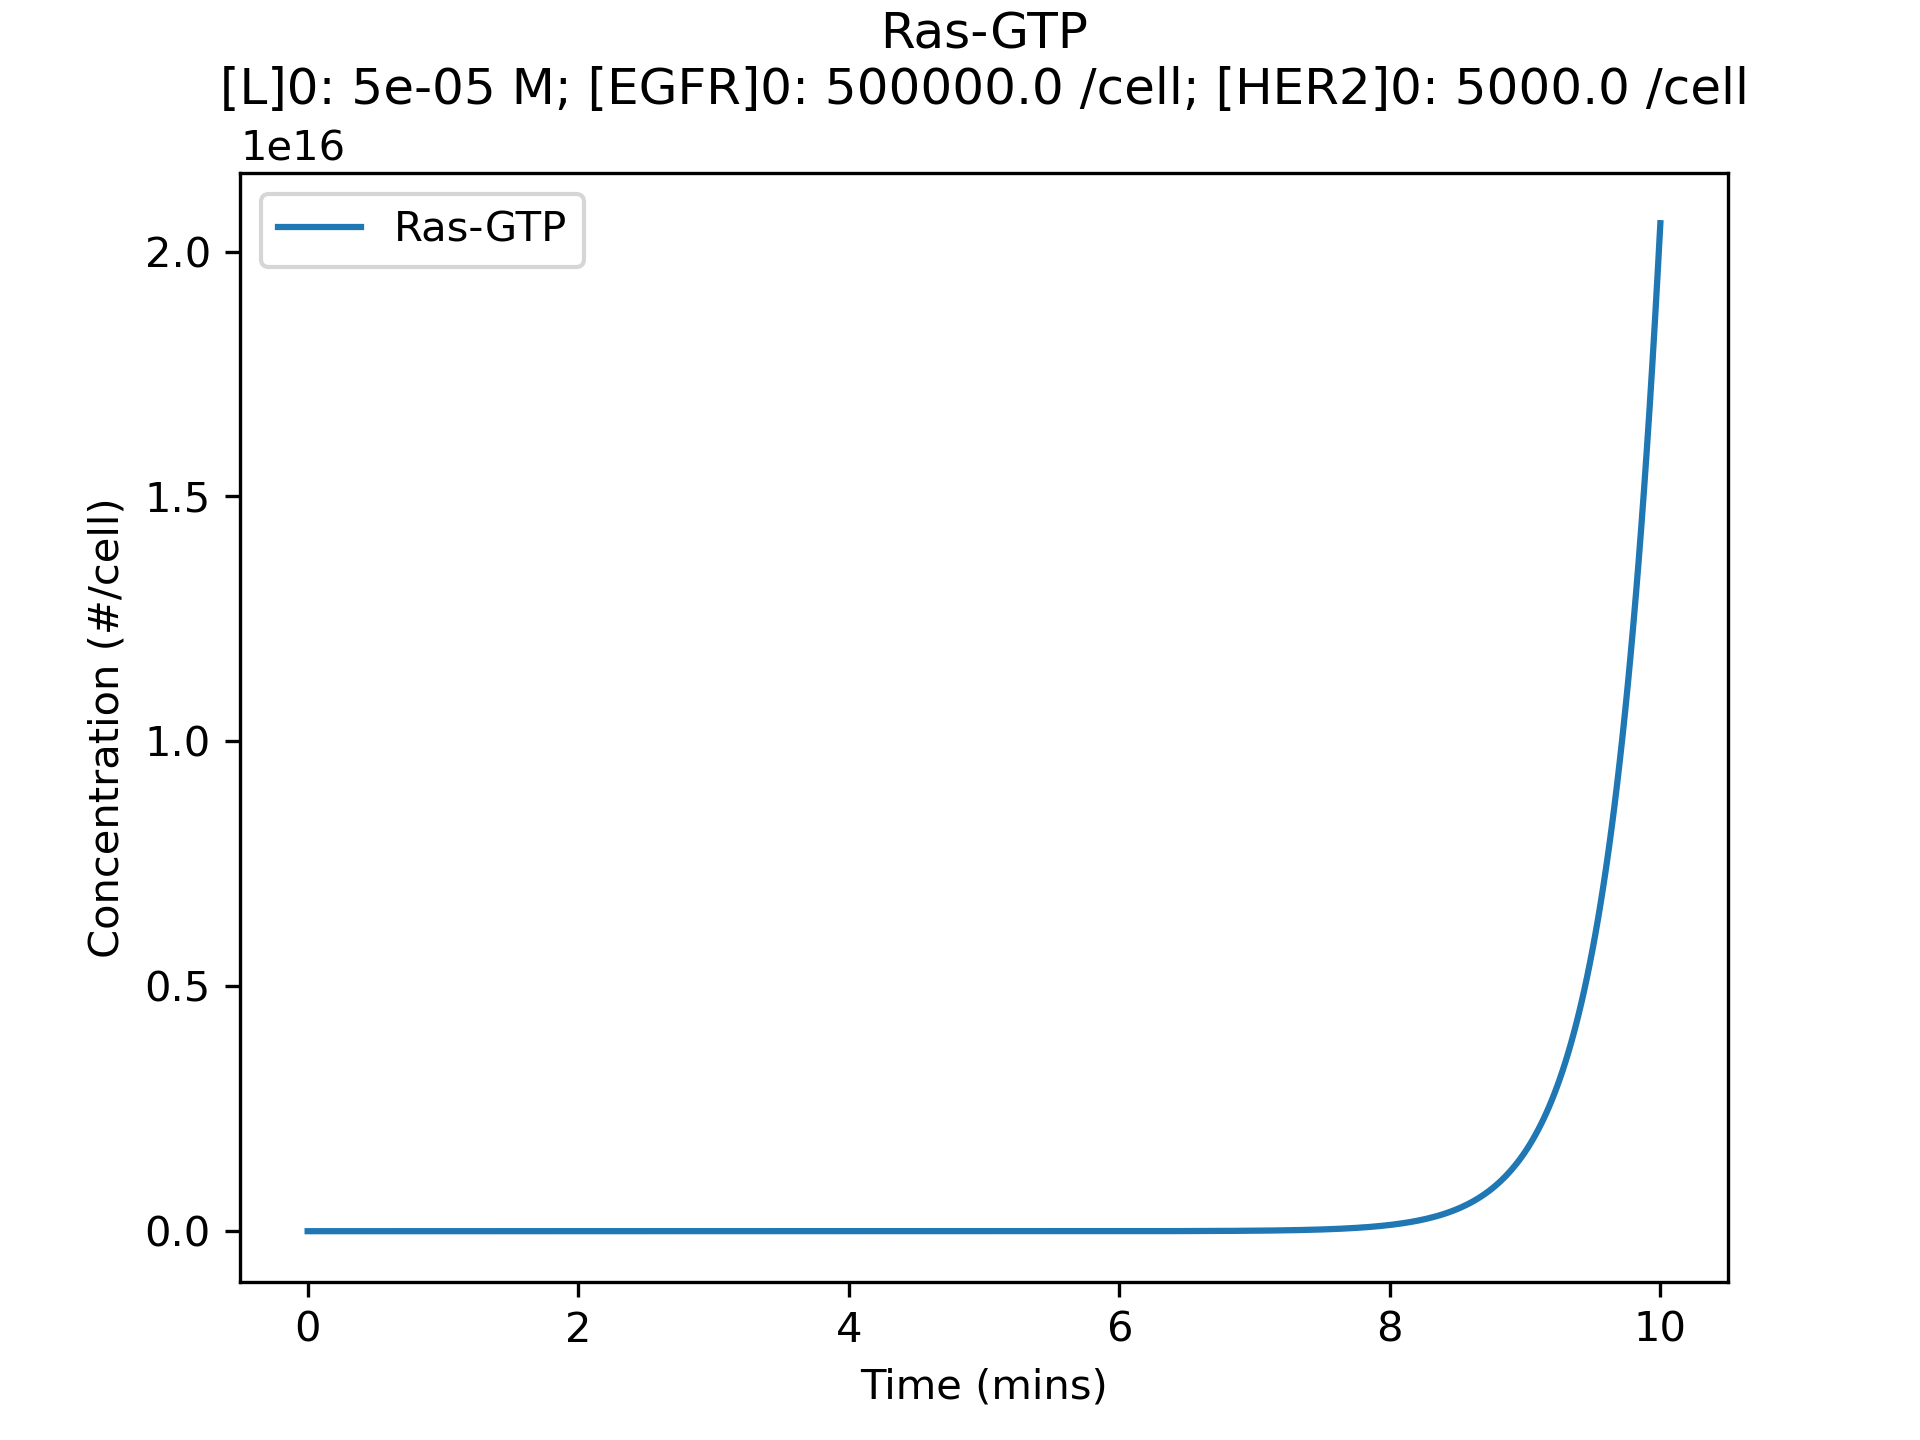 Ras-GTP
[L]0: 5e-05 M; [EGFR]0: 500000.0 /cell; [HER2]0: 5000.0 /cell
1e16
Ras-GTP
2.0
1.5
1.0
0.5
0.0
Concentration (#/cell)
0 2 4 6 8 10
Time (mins)